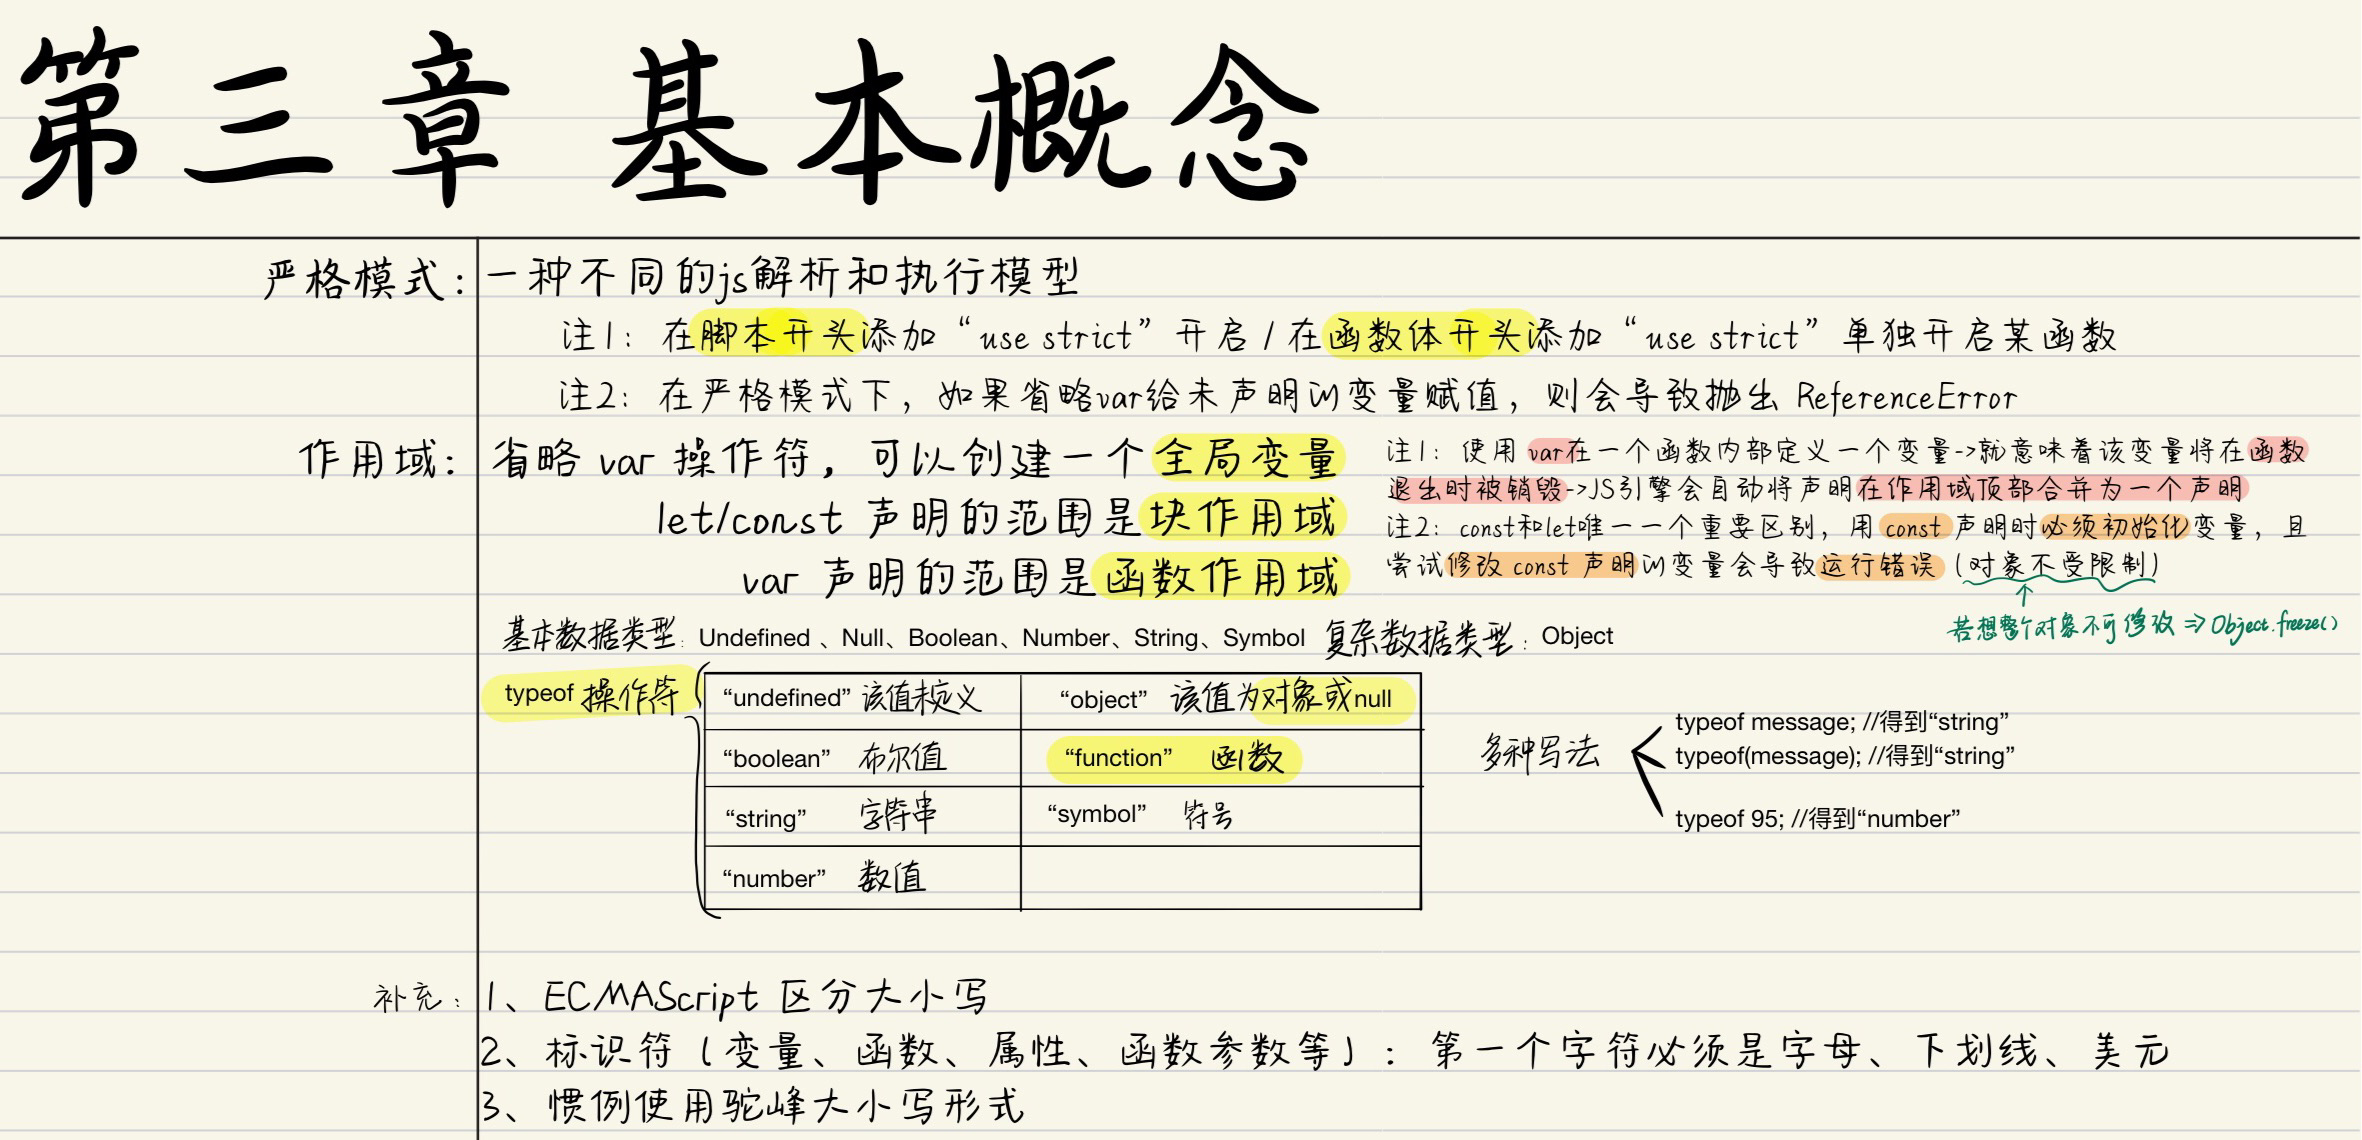 第三章 基本概念
严格模式：一种不同的js解析和执行模型
注1：在脚本开头添加“use strict”开启 / 在函数体开头添加“use strict”单独开启某函数
注2：在严格模式下，如果省略var给未声明的变量赋值，则会导致抛出 ReferenceError
作用域：省略 var 操作符，可以创建一个全局变量
let/const 声明的范围是块作用域
var 声明的范围是函数作用域
注1：使用 var在一个函数内部定义一个变量->就意味着该变量将在函数
退出时被销毁->JS引擎会自动将声明在作用域顶部合并为一个声明
注2：const和let唯一一个重要区别，用 const 声明时必须初始化变量，且
尝试修改 const 声明的变量会导致运行错误（对象不受限制）
若想整个对象不可修改 => Object.freeze()
基本数据类型：Undefined 、Null、Boolean、Number、String、Symbol 复杂数据类型：Object
typeof 操作符
“undefined” 该值未定义 “object” 该值为对象或null
“boolean” 布尔值 “function” 函数
“string” 字符串 “symbol” 符号
“number” 数值
多种写法
typeof message; //得到“string”
typeof(message); //得到“string”
typeof 95; //得到“number”
补充：1、ECMAScript 区分大小写
2、标识符（变量、函数、属性、函数参数等）：第一个字符必须是字母、下划线、美元
3、惯例使用驼峰大小写形式